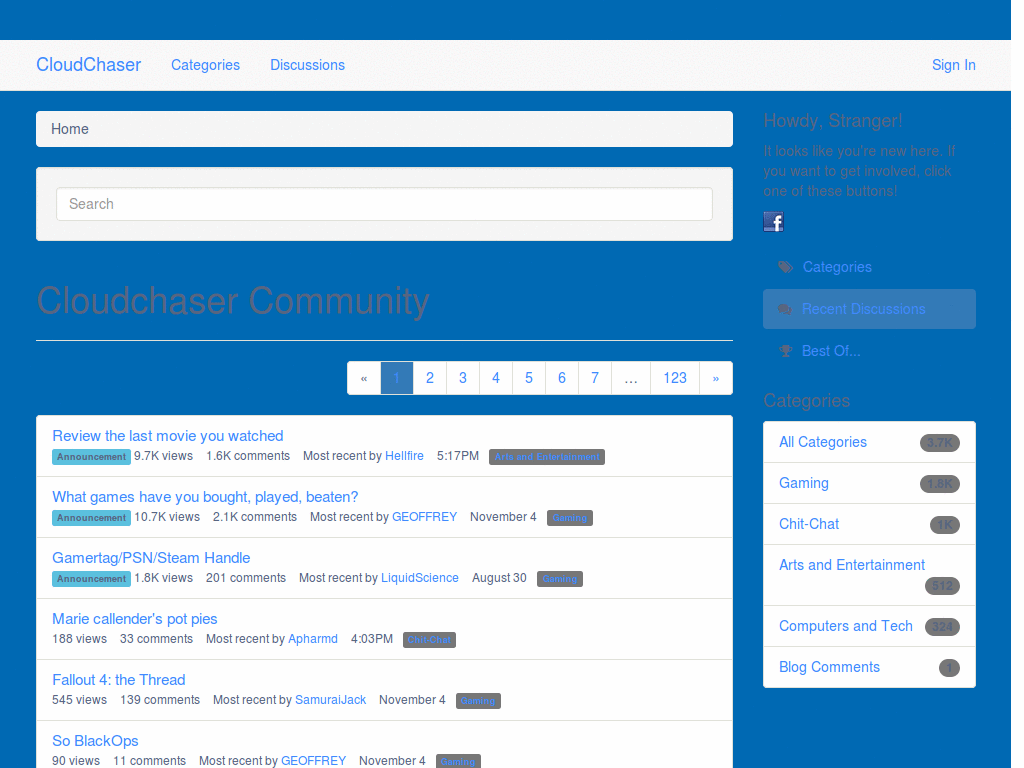 CloudChaser Categories Discussions Sign In
Home
Search
Cloudchaser Community
« 1 2 3 4 5 6 7 … 123 »
Review the last movie you watched
Announcement 9.7K views 1.6K comments Most recent by Hellfire 5:17PM Arts and Entertainment
What games have you bought, played, beaten?
Announcement 10.7K views 2.1K comments Most recent by GEOFFREY November 4 Gaming
Gamertag/PSN/Steam Handle
Announcement 1.8K views 201 comments Most recent by LiquidScience August 30 Gaming
Marie callender's pot pies
188 views 33 comments Most recent by Apharmd 4:03PM Chit-Chat
Fallout 4: the Thread
545 views 139 comments Most recent by SamuraiJack November 4 Gaming
So BlackOps
90 views 11 comments Most recent by GEOFFREY November 4 Gaming
Howdy, Stranger!
It looks like you're new here. If
you want to get involved, click
one of these buttons!
f
Categories
Recent Discussions
Best Of...
Categories
All Categories 3.7K
Gaming 1.8K
Chit-Chat 1K
Arts and Entertainment
512
Computers and Tech 324
Blog Comments 1